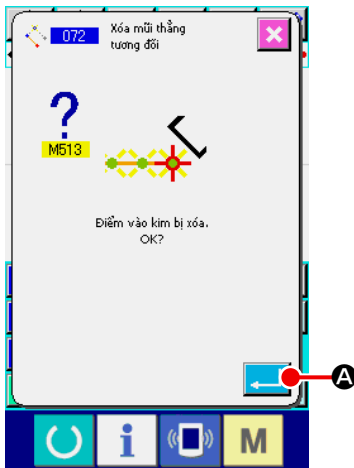 072
Xóa mũi thẳng
tương đối
?
M513
Điểm vào kim bị xóa.
OK?
A
i
M